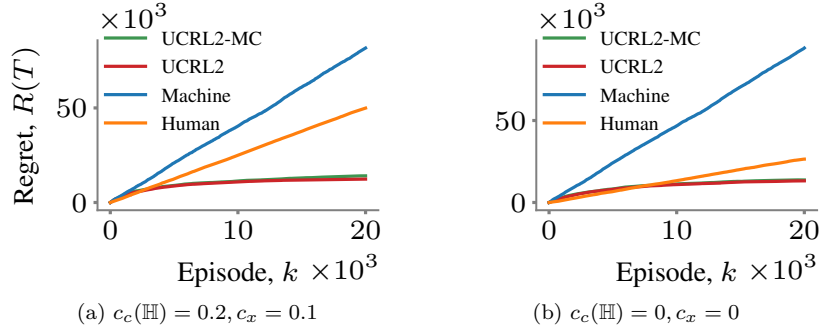 ×10³
UCRL2-MC
UCRL2
Machine
Human
50
0
Regret, R(T)
0 10 20
Episode, k ×10³
(a) c_c(ℍ) = 0.2, c_x = 0.1
×10³
UCRL2-MC
UCRL2
Machine
Human
50
0
0 10 20
Episode, k ×10³
(b) c_c(ℍ) = 0, c_x = 0